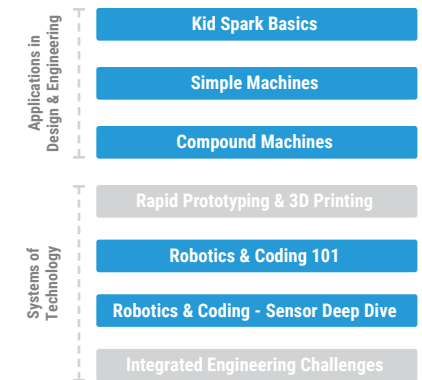 Applications in
Design & Engineering
Kid Spark Basics
Simple Machines
Compound Machines
Systems of
Technology
Rapid Prototyping & 3D Printing
Robotics & Coding 101
Robotics & Coding - Sensor Deep Dive
Integrated Engineering Challenges